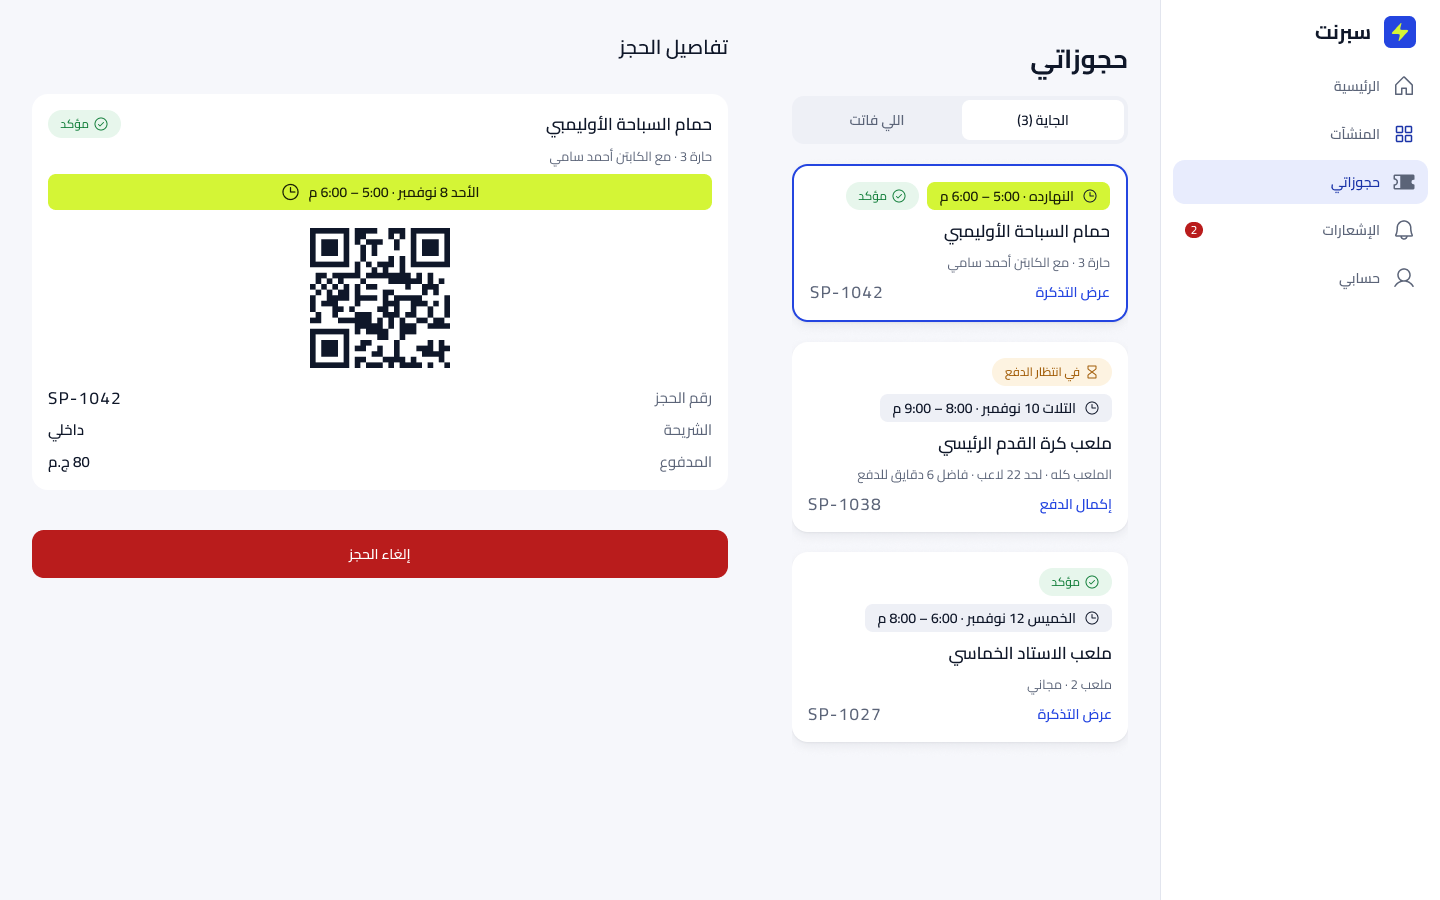 سبرنت
الرئيسية
المنشآت
حجوزاتي
الإشعارات 2
حسابي
حجوزاتي
الجاية (3)
اللي فاتت
النهارده · 5:00 – 6:00 م
مؤكد
حمام السباحة الأوليمبي
حارة 3 · مع الكابتن أحمد سامي
عرض التذكرة SP-1042
في انتظار الدفع
التلات 10 نوفمبر · 8:00 – 9:00 م
ملعب كرة القدم الرئيسي
الملعب كله · لحد 22 لاعب · فاضل 6 دقايق للدفع
إكمال الدفع SP-1038
مؤكد
الخميس 12 نوفمبر · 6:00 – 8:00 م
ملعب الاستاد الخماسي
ملعب 2 · مجاني
عرض التذكرة SP-1027
تفاصيل الحجز
حمام السباحة الأوليمبي
مؤكد
حارة 3 · مع الكابتن أحمد سامي
الأحد 8 نوفمبر · 5:00 – 6:00 م
رقم الحجز SP-1042
الشريحة داخلي
المدفوع 80 ج.م
إلغاء الحجز